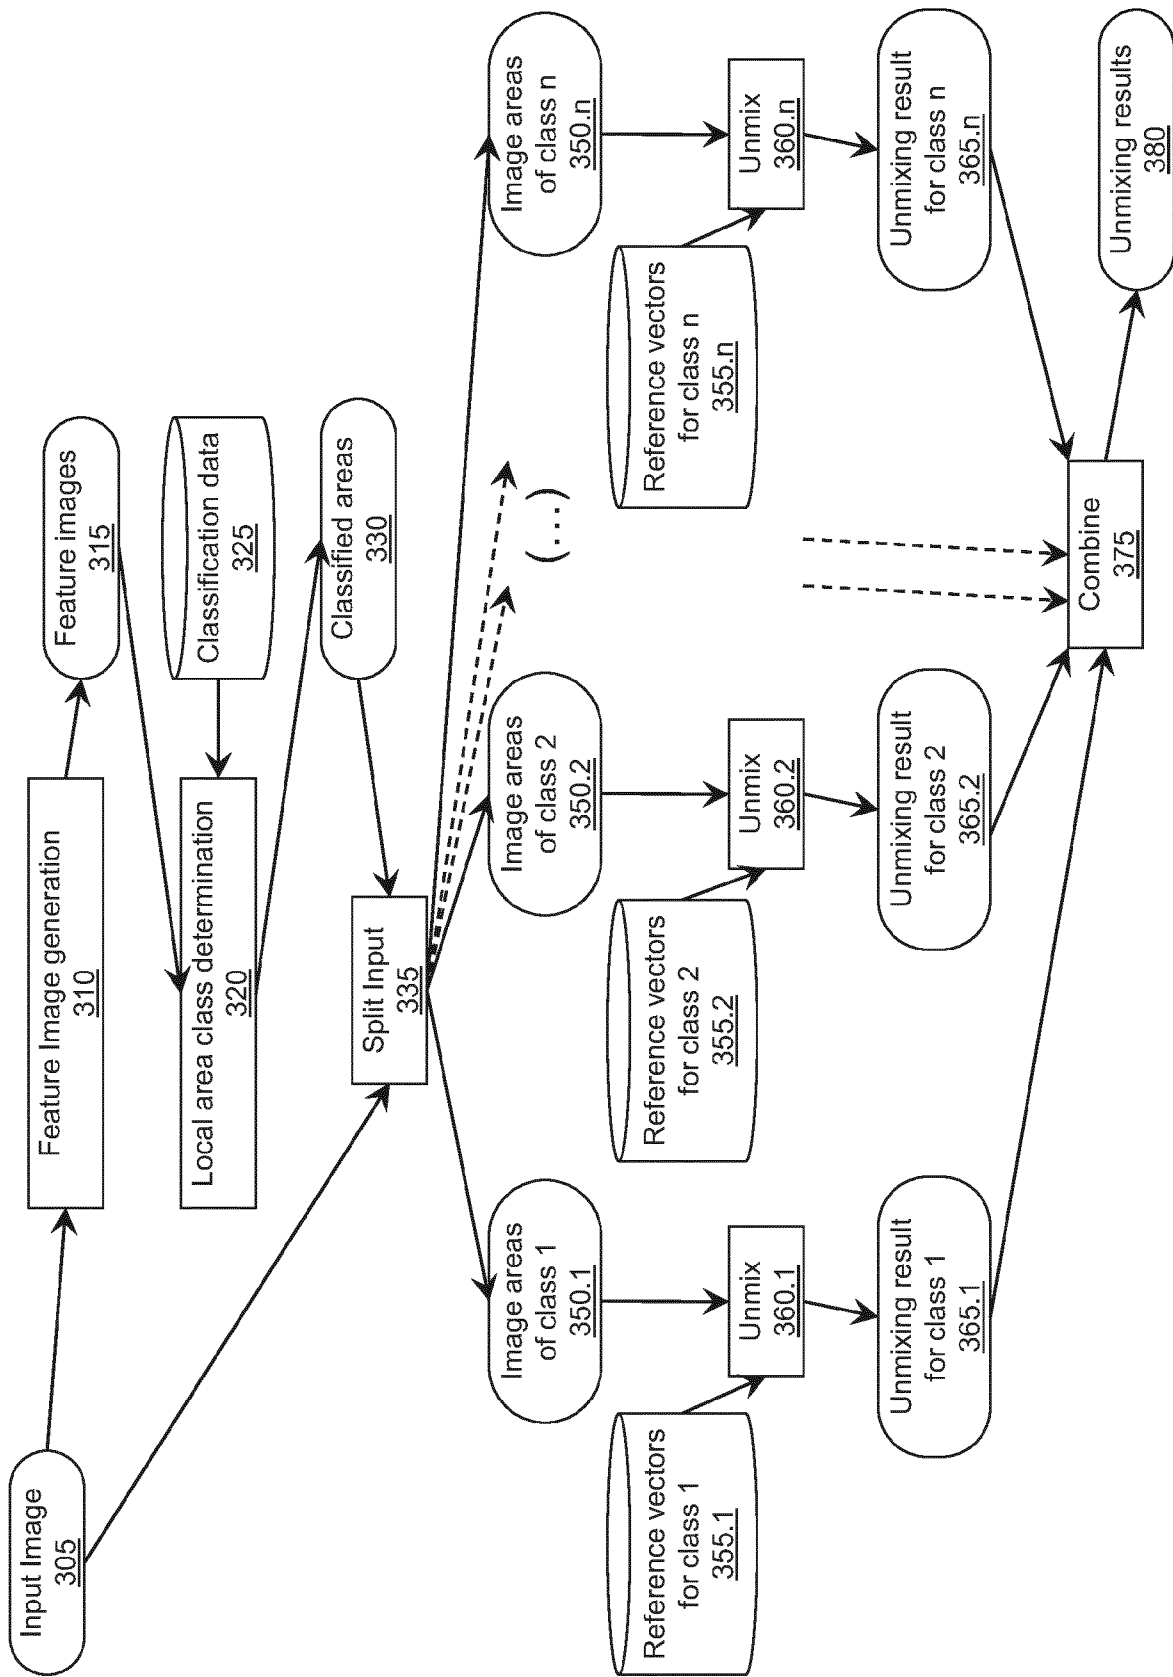 Input Image
305
Feature Image generation
310
Feature images
315
Local area class determination
320
Classification data
325
Classified areas
330
Split Input
335
Image areas
of class 1
350.1
Image areas
of class 2
350.2
(...)
Image areas
of class n
350.n
Reference vectors
for class 1
355.1
Unmix
360.1
Reference vectors
for class 2
355.2
Unmix
360.2
Reference vectors
for class n
355.n
Unmix
360.n
Unmixing result
for class 1
365.1
Unmixing result
for class 2
365.2
Unmixing result
for class n
365.n
Combine
375
Unmixing results
380